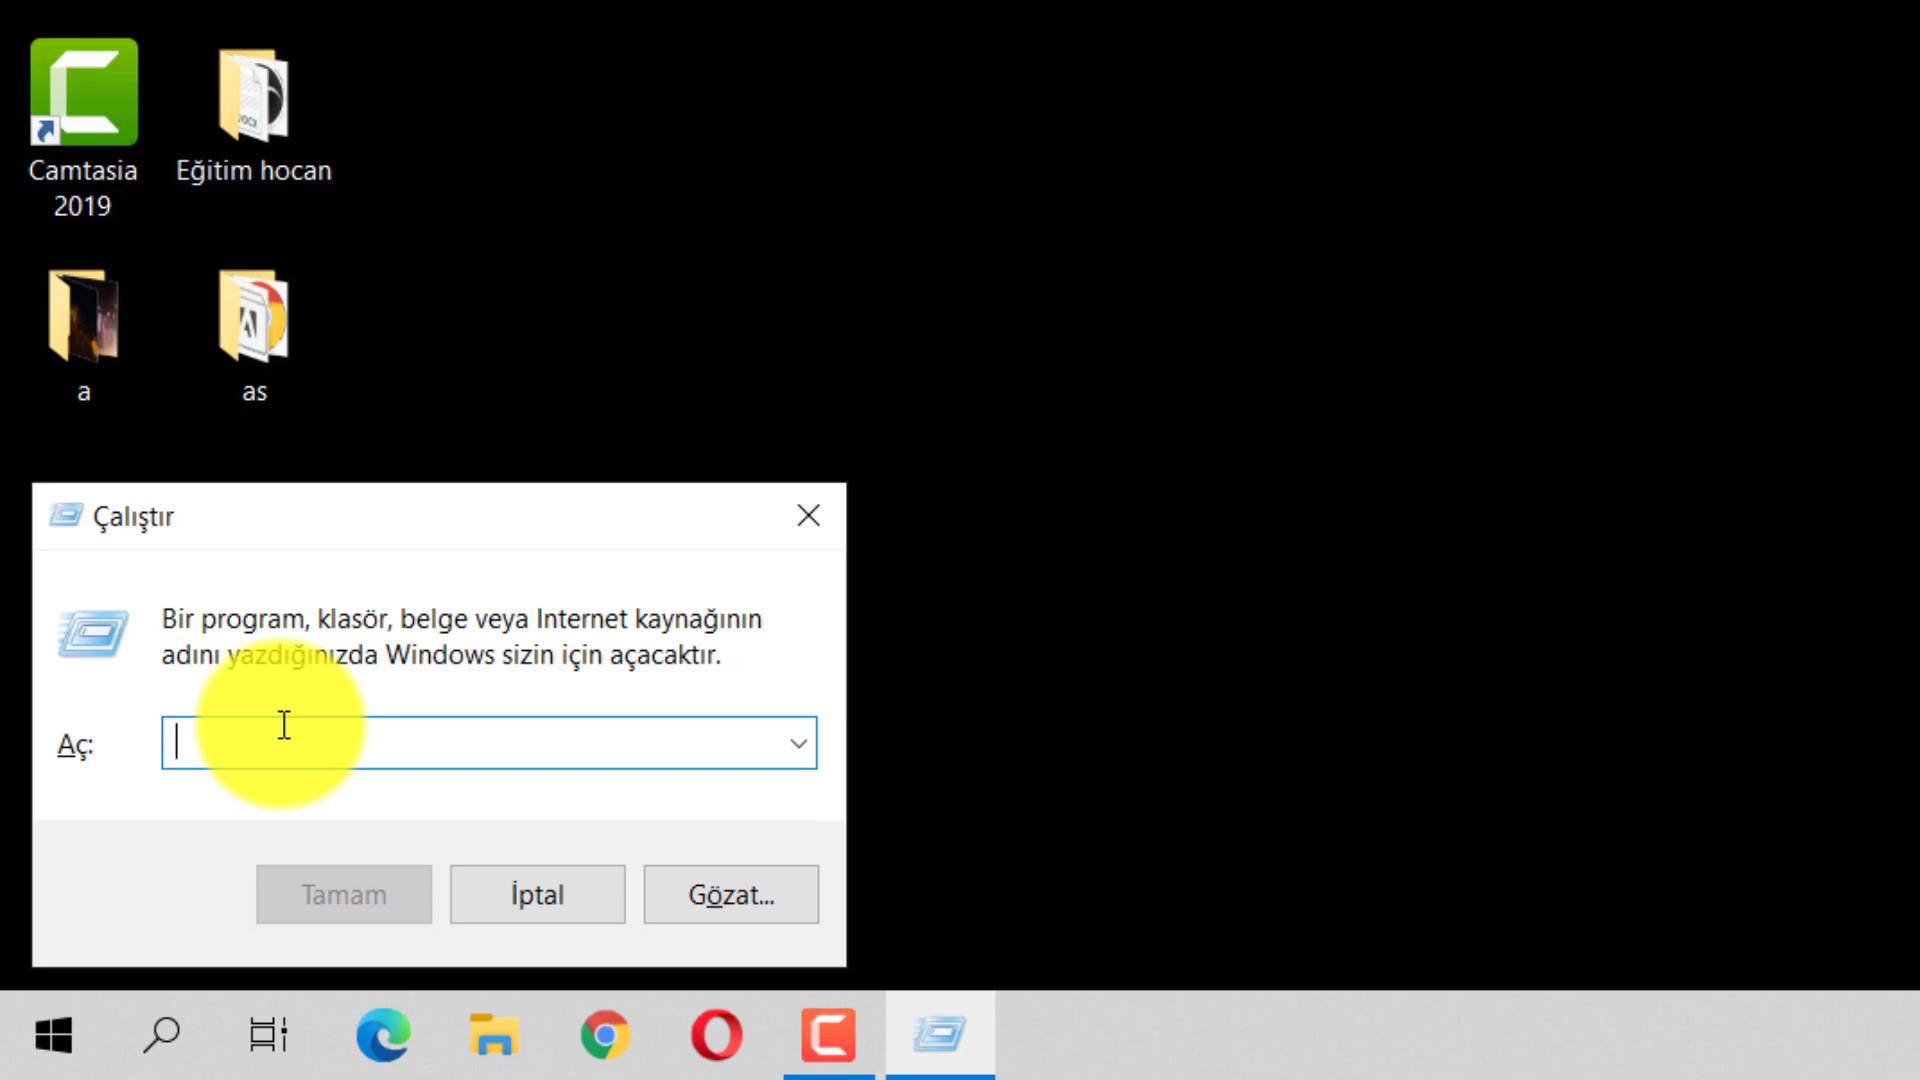 Camtasia
2019
Eğitim hocan
a
as
Çalıştır
Bir program, klasör, belge veya Internet kaynağının
adını yazdığınızda Windows sizin için açacaktır.
Aç:
Tamam
İptal
Gözat...